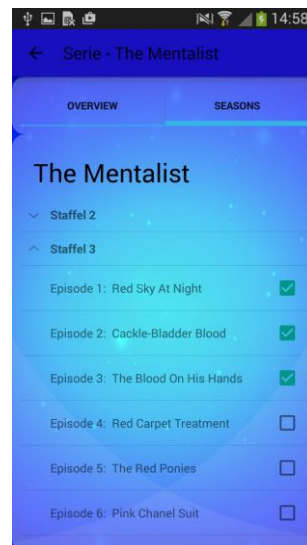 14:58
Serie - The Mentalist
OVERVIEW SEASONS
The Mentalist
Staffel 2
Staffel 3
Episode 1: Red Sky At Night
Episode 2: Cackle-Bladder Blood
Episode 3: The Blood On His Hands
Episode 4: Red Carpet Treatment
Episode 5: The Red Ponies
Episode 6: Pink Chanel Suit